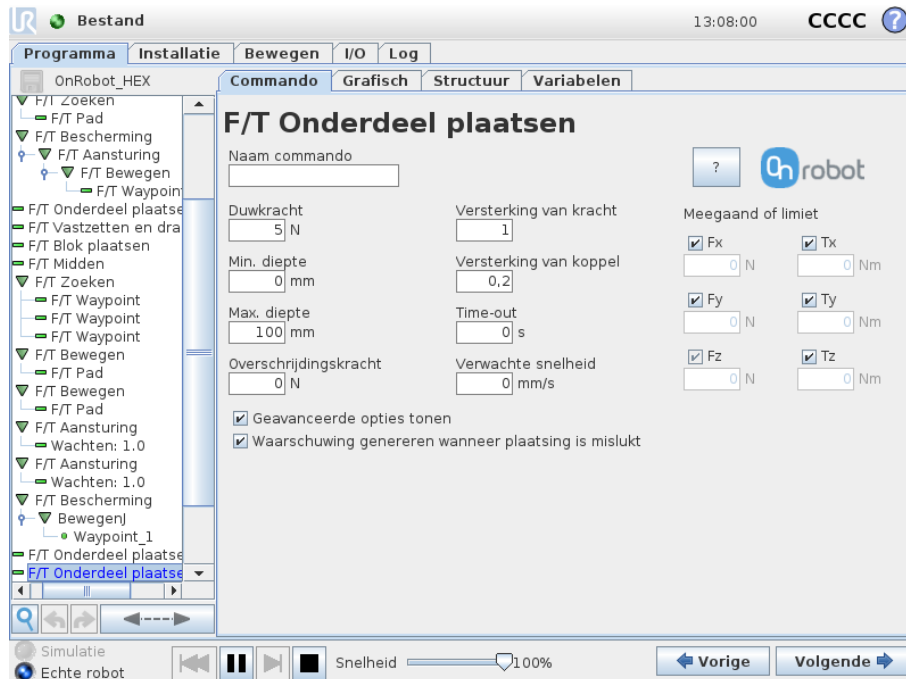 Bestand
13:08:00
CCCC
?
Programma
Installatie
Bewegen
I/O
Log
OnRobot_HEX
Commando
Grafisch
Structuur
Variabelen
F/T Zoeken
F/T Pad
F/T Bescherming
F/T Aansturing
F/T Bewegen
F/T Waypoin
F/T Onderdeel plaatse
F/T Vastzetten en dra
F/T Blok plaatsen
F/T Midden
F/T Zoeken
F/T Waypoint
F/T Waypoint
F/T Waypoint
F/T Bewegen
F/T Pad
F/T Bewegen
F/T Pad
F/T Aansturing
Wachten: 1.0
F/T Aansturing
Wachten: 1.0
F/T Bescherming
BewegenJ
Waypoint_1
F/T Onderdeel plaatse
F/T Onderdeel plaatse
F/T Onderdeel plaatsen
Naam commando
?
On robot
Duwkracht
5 N
Versterking van kracht
1
Meegaand of limiet
Min. diepte
0 mm
Versterking van koppel
0,2
Max. diepte
100 mm
Time-out
0 s
Overschrijdingskracht
0 N
Verwachte snelheid
0 mm/s
Fx
0 N
Tx
0 Nm
Fy
0 N
Ty
0 Nm
Fz
0 N
Tz
0 Nm
Geavanceerde opties tonen
Waarschuwing genereren wanneer plaatsing is mislukt
Simulatie
Echte robot
Snelheid
100%
Vorige
Volgende